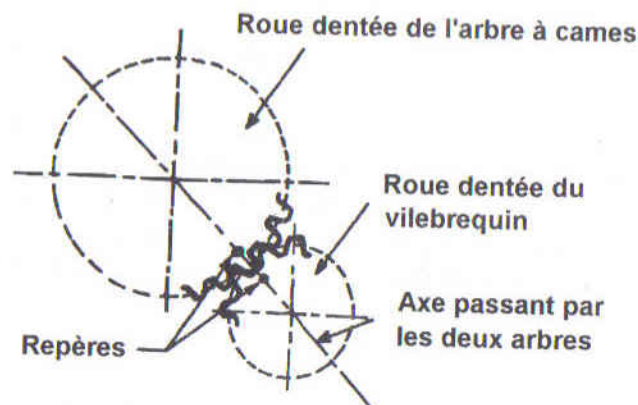 Roue dentée de l'arbre à cames
Roue dentée du
vilebrequin
Axe passant par
les deux arbres
Repères